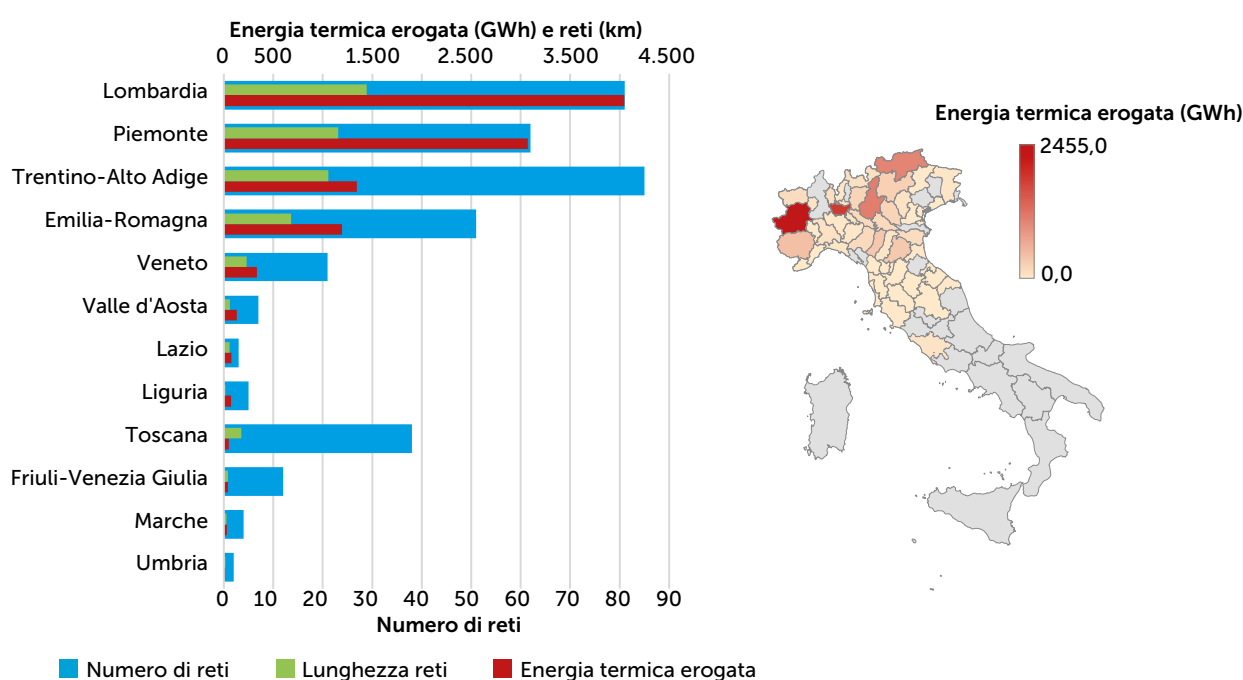 Energia termica erogata (GWh) e reti (km)
0 500 1.500 2.500 3.500 4.500
Lombardia
Piemonte
Trentino-Alto Adige
Emilia-Romagna
Veneto
Valle d'Aosta
Lazio
Liguria
Toscana
Friuli-Venezia Giulia
Marche
Umbria
0 10 20 30 40 50 60 70 80 90
Numero di reti
Numero di reti Lunghezza reti Energia termica erogata
Energia termica erogata (GWh)
2455,0
0,0